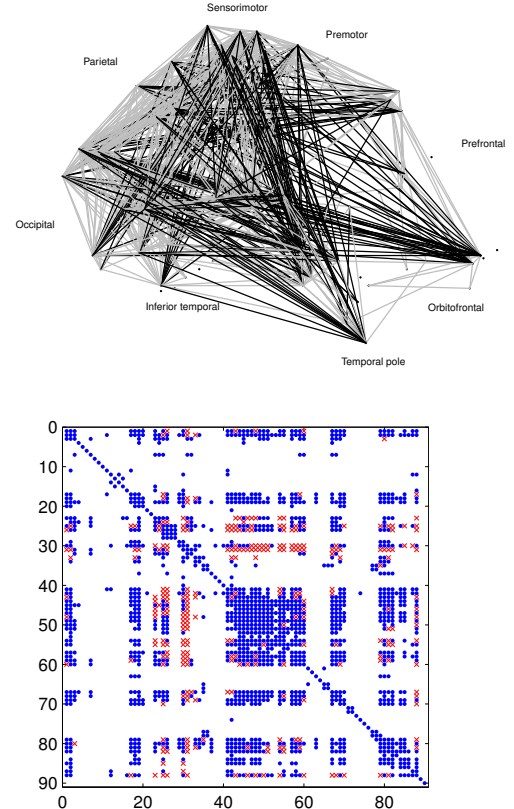 Sensorimotor
Premotor
Parietal
Prefrontal
Occipital
Inferior temporal
Orbitofrontal
Temporal pole
0
10
20
30
40
50
60
70
80
90
0 20 40 60 80